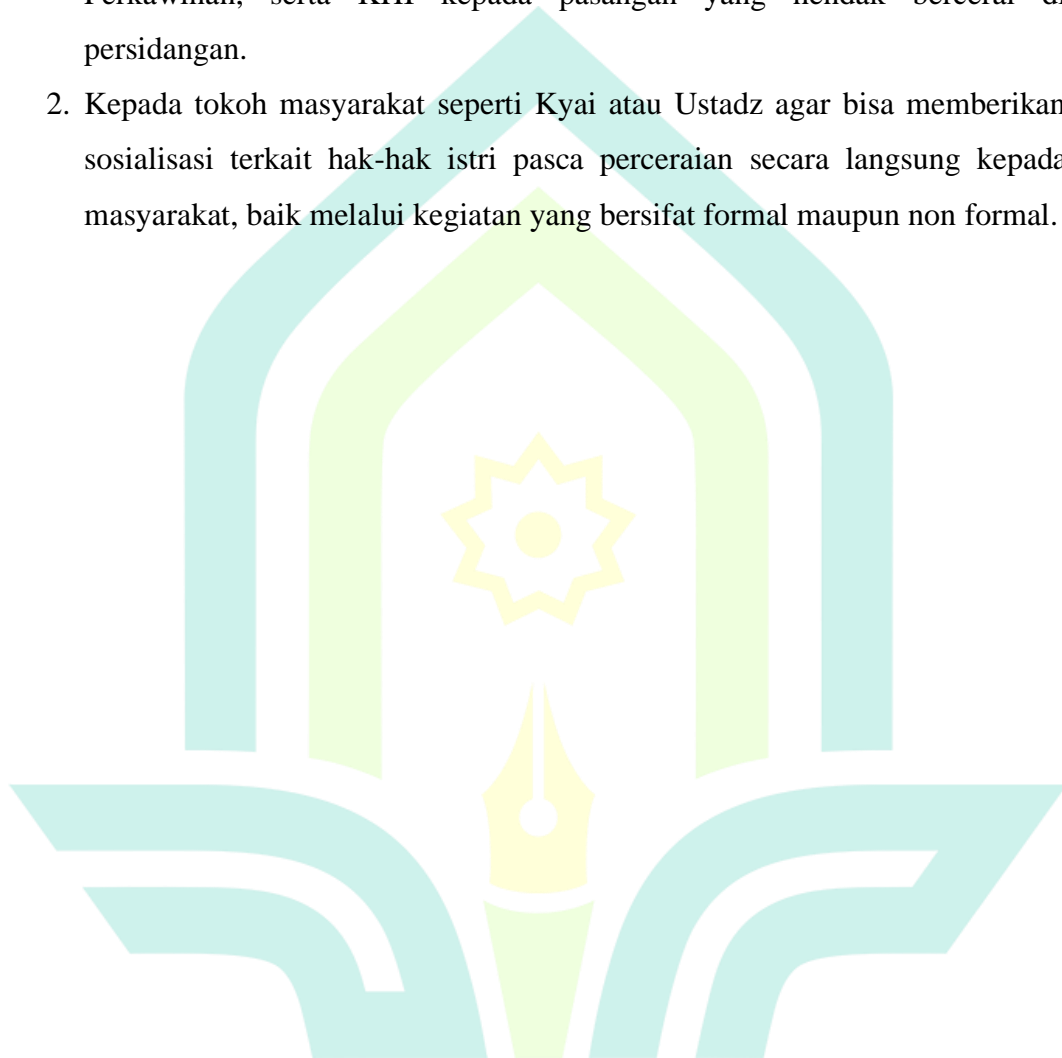 Perkawinan, serta KHI kepada pasangan yang hendak bercerai di
persidangan.
2. Kepada tokoh masyarakat seperti Kyai atau Ustadz agar bisa memberikan
sosialisasi terkait hak-hak istri pasca perceraian secara langsung kepada
masyarakat, baik melalui kegiatan yang bersifat formal maupun non formal.